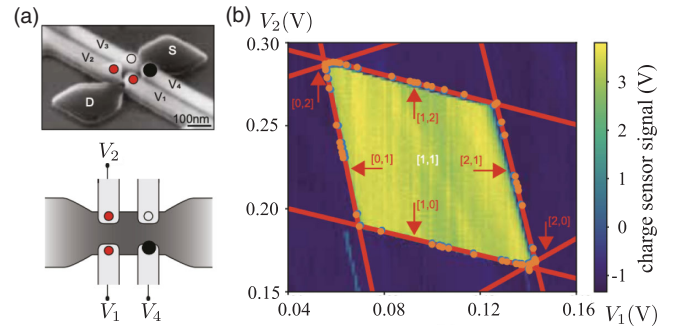 (a)
V₃
S
V₂
V₄
V₁
D
100nm
V₂
V₁
V₄
(b)
V₂(V)
0.30
0.25
0.20
0.15
0.04
0.08
0.12
0.16
V₁(V)
[0,2]
[1,2]
[0,1]
[1,1]
[2,1]
[1,0]
[2,0]
3
2
1
0
-1
charge sensor signal (V)